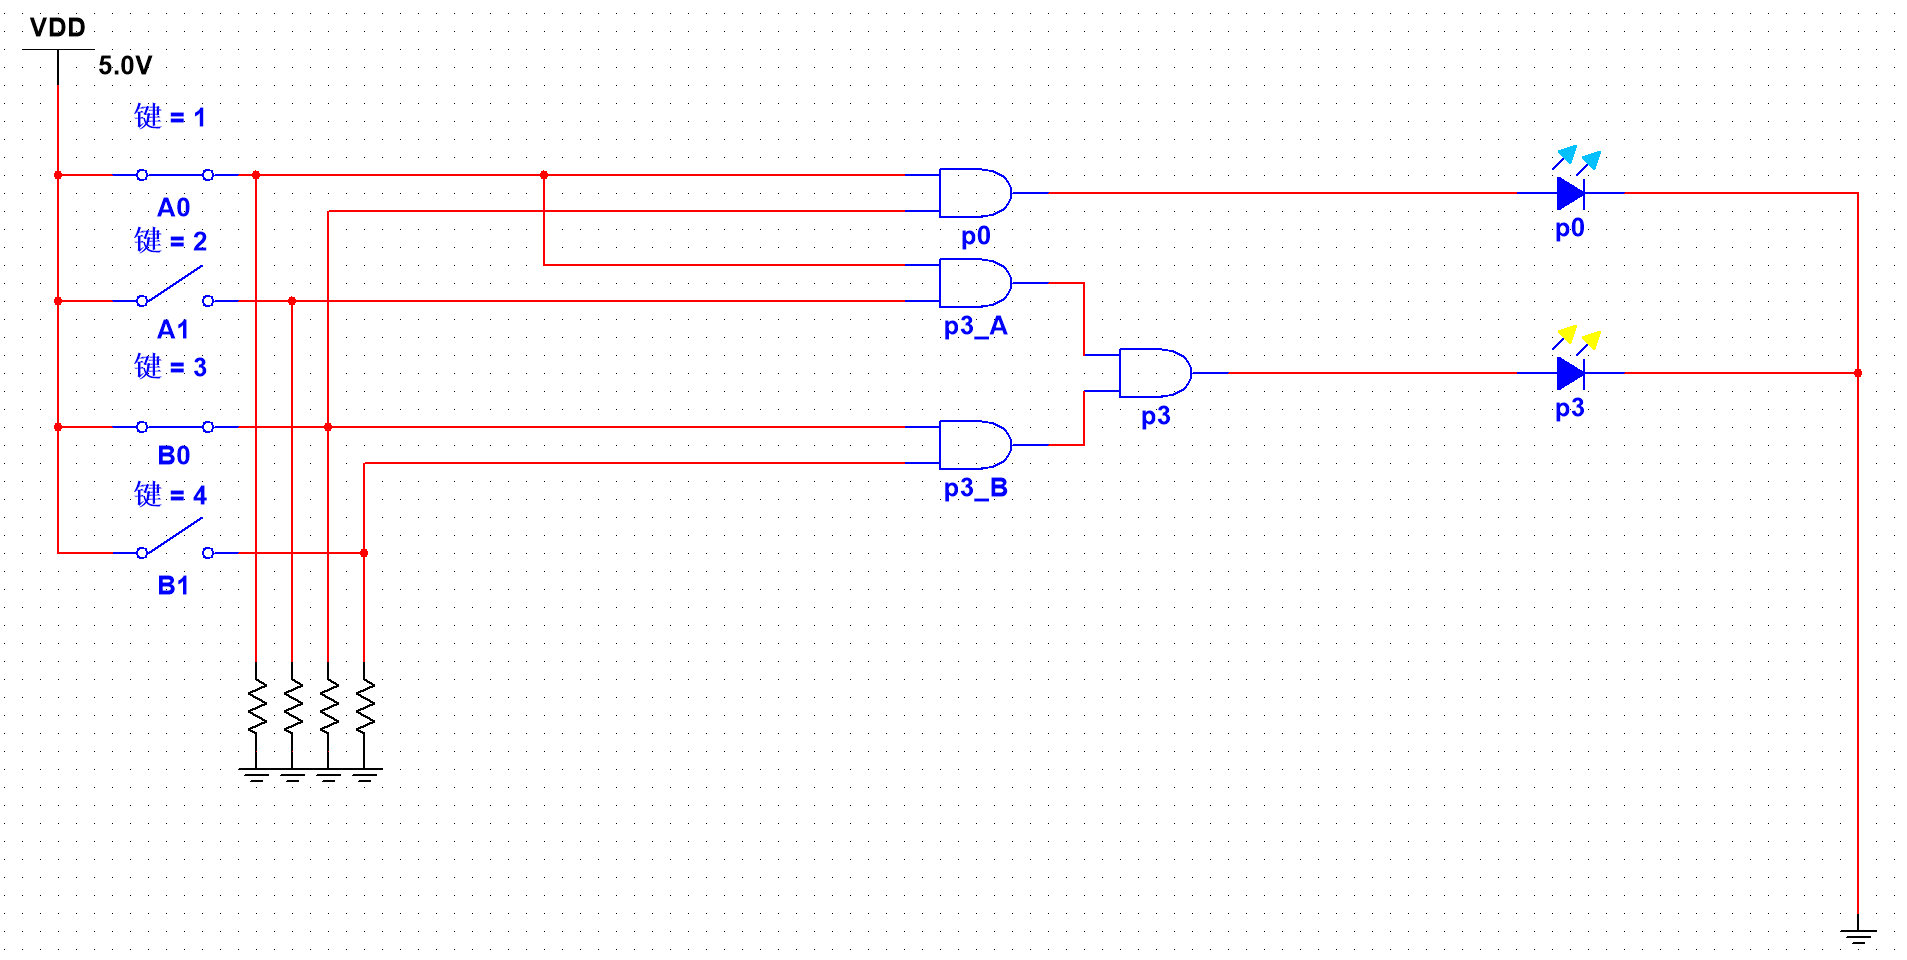 VDD
5.0V
键 = 1
A0
键 = 2
A1
键 = 3
B0
键 = 4
B1
p0
p3_A
p3_B
p3
p0
p3